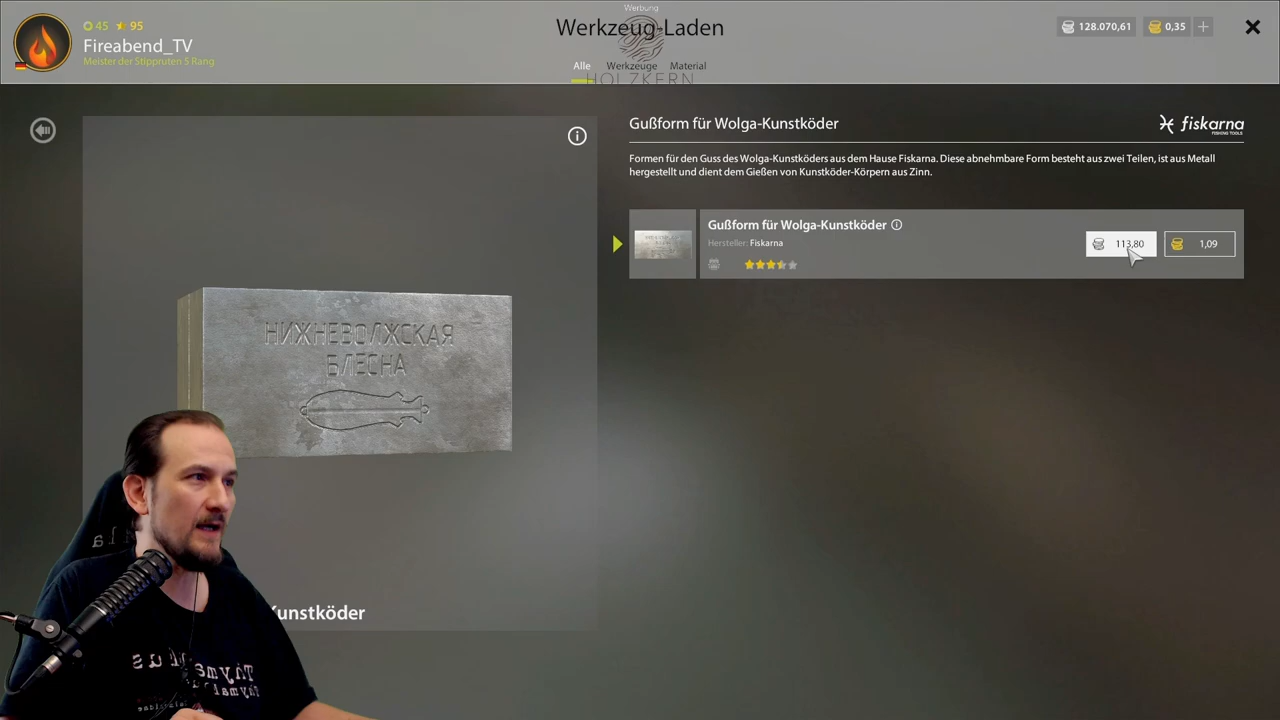 Werbung
45 95
Fireabend_TV
Meister der Stippruten 5 Rang
Werkzeug-Laden
128.070,61
0,35
Alle Werkzeuge Material
HOLZKERN
Gußform für Wolga-Kunstköder
fiskarna
FISHING TOOLS
Formen für den Guss des Wolga-Kunstköders aus dem Hause Fiskarna. Diese abnehmbare Form besteht aus zwei Teilen, ist aus Metall
hergestellt und dient dem Gießen von Kunstköder-Körpern aus Zinn.
Gußform für Wolga-Kunstköder
Hersteller: Fiskarna
113,80
1,09
НИЖНЕВОЛЖСКАЯ
БЛЕСНА
Kunstköder